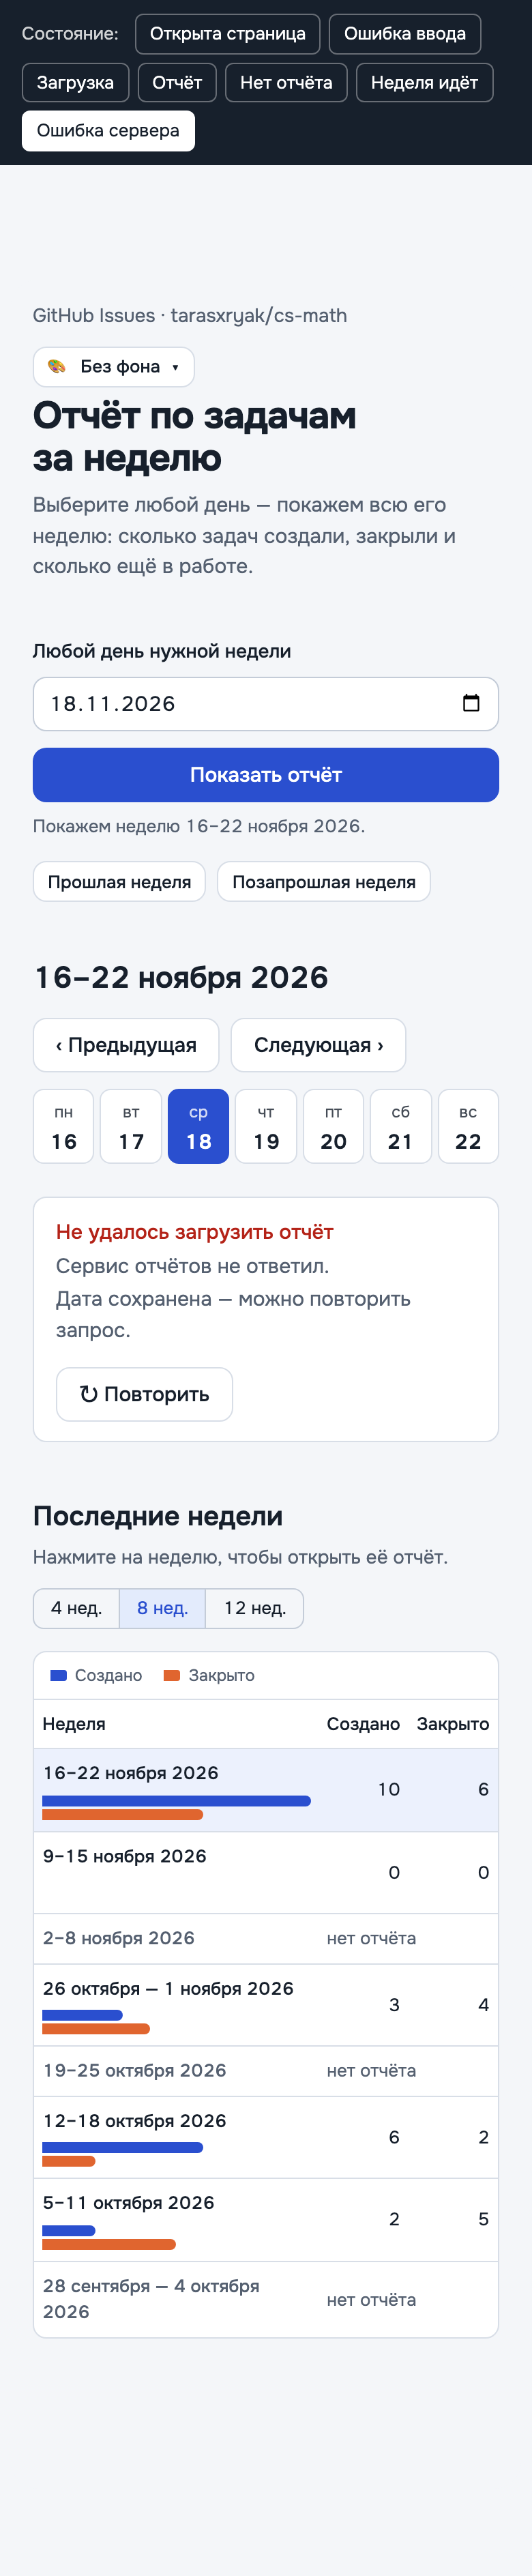 Состояние: Открыта страница Ошибка ввода
Загрузка Отчёт Нет отчёта Неделя идёт
Ошибка сервера
GitHub Issues · tarasxryak/cs-math
Без фона ▾
Отчёт по задачам
за неделю
Выберите любой день — покажем всю его
неделю: сколько задач создали, закрыли и
сколько ещё в работе.
Любой день нужной недели
18.11.2026
Показать отчёт
Покажем неделю 16–22 ноября 2026.
Прошлая неделя Позапрошлая неделя
16–22 ноября 2026
‹ Предыдущая Следующая ›
пн вт ср чт пт сб вс
16 17 18 19 20 21 22
Не удалось загрузить отчёт
Сервис отчётов не ответил.
Дата сохранена — можно повторить
запрос.
↻ Повторить
Последние недели
Нажмите на неделю, чтобы открыть её отчёт.
4 нед. 8 нед. 12 нед.
Создано Закрыто
Неделя Создано Закрыто
16–22 ноября 2026 10 6
9–15 ноября 2026 0 0
2–8 ноября 2026 нет отчёта
26 октября — 1 ноября 2026 3 4
19–25 октября 2026 нет отчёта
12–18 октября 2026 6 2
5–11 октября 2026 2 5
28 сентября — 4 октября
2026 нет отчёта